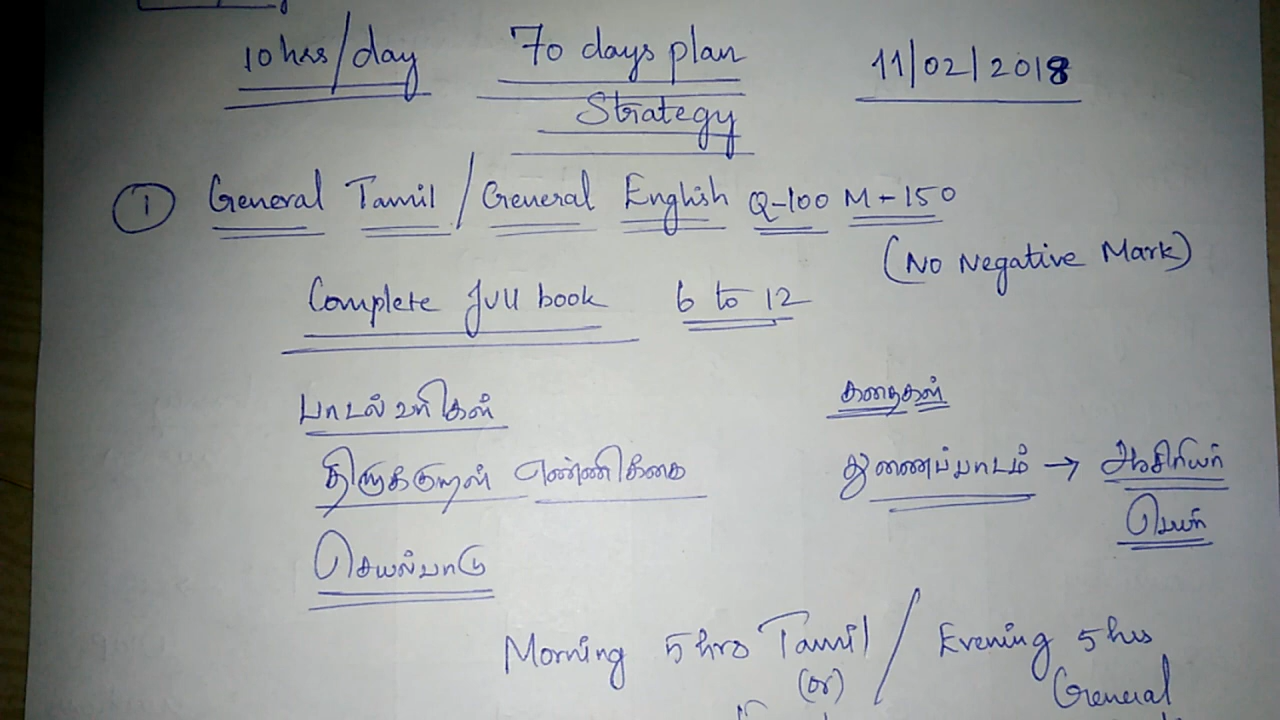 10 hrs/day 70 days plan 11/02/2018
Strategy
① General Tamil / General English Q-100 M-150
(No Negative Mark)
Complete full book 6 to 12
பாடல் வரிகள் கதைகள்
திருக்குறள் எண்ணிக்கை துணைப்பாடம் → ஆசிரியர்
பெயர்
செயல்பாடு
Morning 5 hrs Tamil / Evening 5 hrs
(or) General